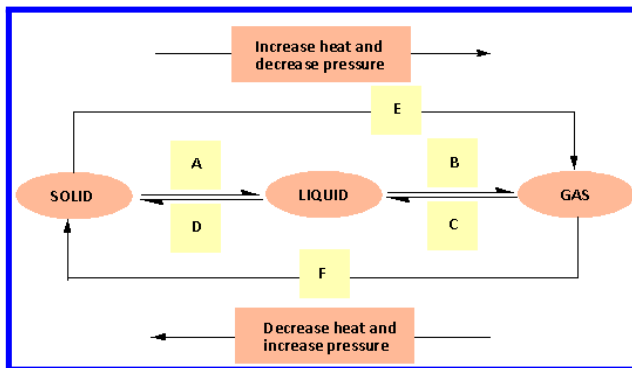 Increase heat and
decrease pressure
E
A
B
SOLID
LIQUID
GAS
D
C
F
Decrease heat and
increase pressure